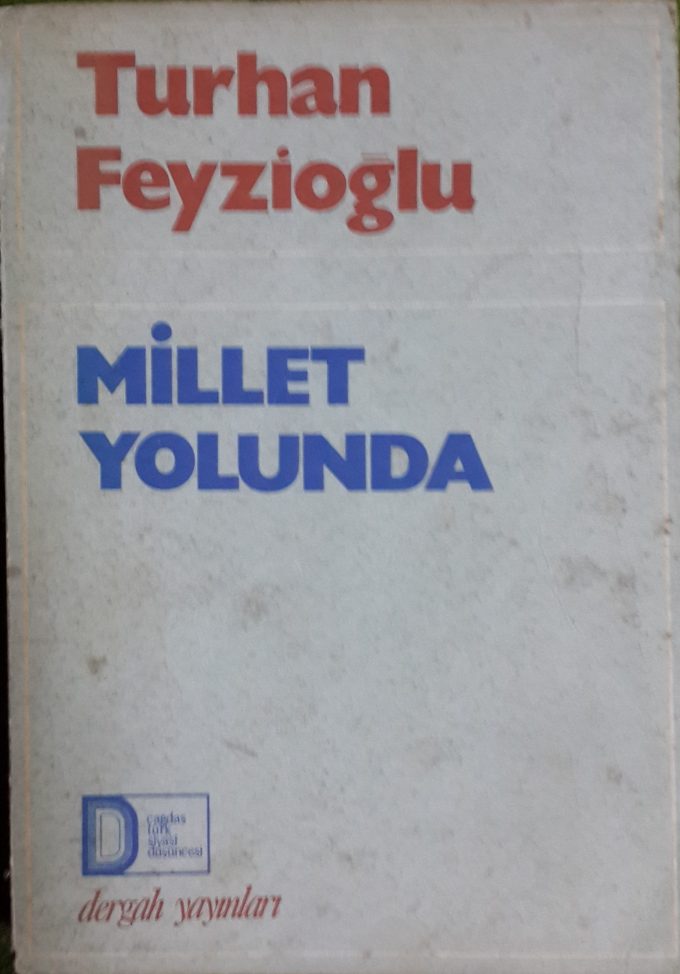 Turhan
Feyzioğlu
MİLLET
YOLUNDA
D
çağdaş
türk
siyasi
düşüncesi
dergah yayınları